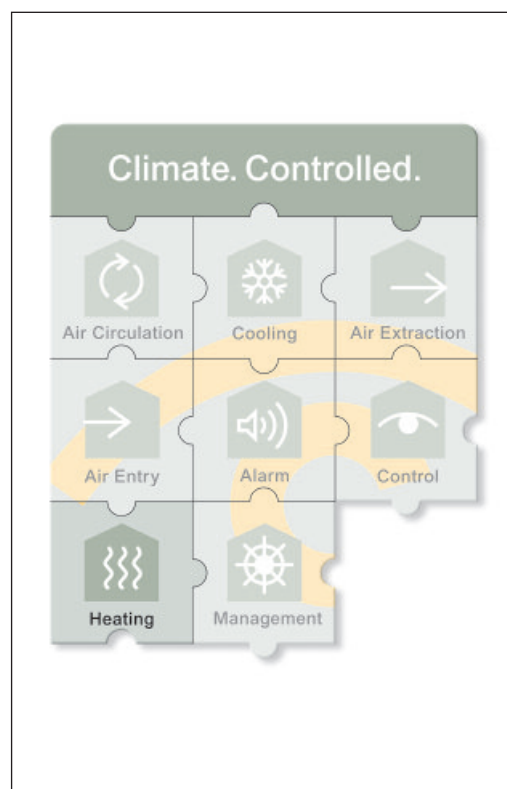 Climate. Controlled.
Air Circulation Cooling Air Extraction
Air Entry Alarm Control
Heating Management